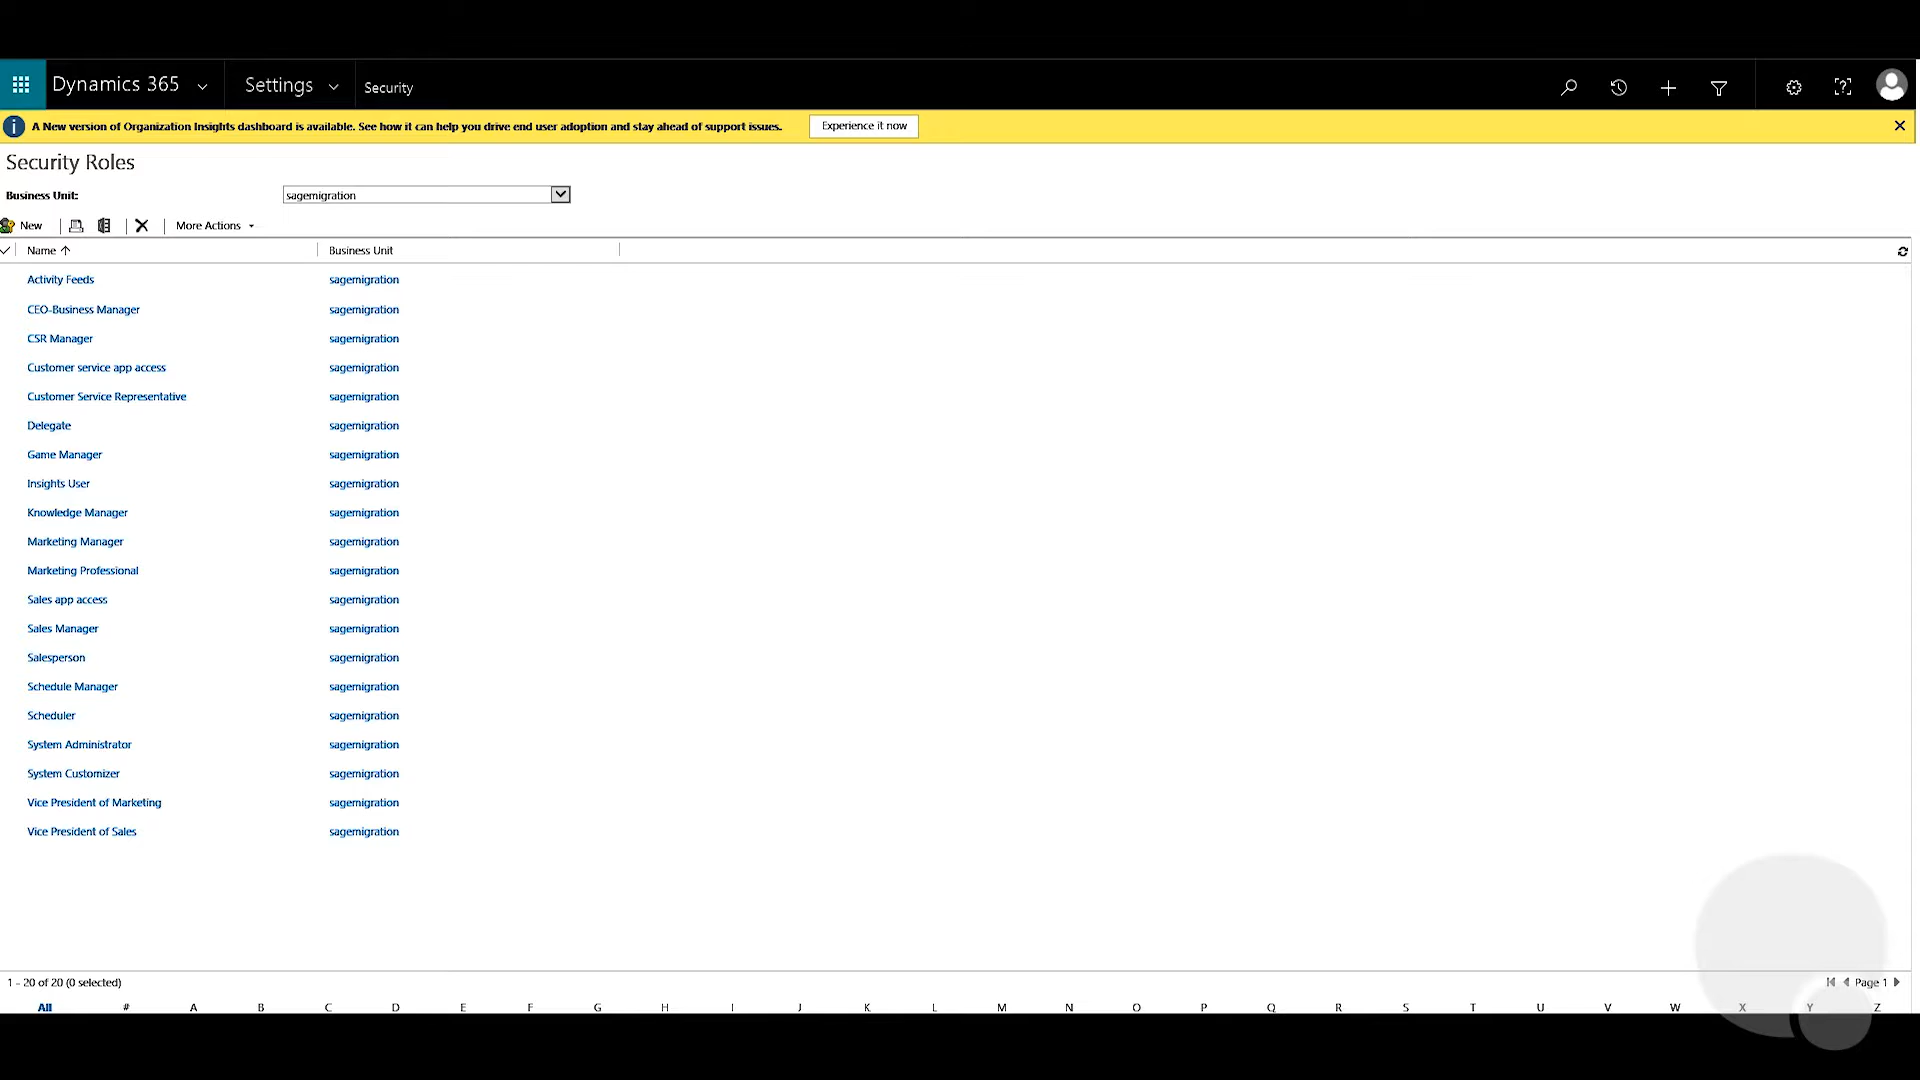 Dynamics 365 Settings Security
A New version of Organization Insights dashboard is available. See how it can help you drive end user adoption and stay ahead of support issues. Experience it now
Security Roles
Business Unit: sagemigration
New More Actions
Name Business Unit
Activity Feeds sagemigration
CEO-Business Manager sagemigration
CSR Manager sagemigration
Customer service app access sagemigration
Customer Service Representative sagemigration
Delegate sagemigration
Game Manager sagemigration
Insights User sagemigration
Knowledge Manager sagemigration
Marketing Manager sagemigration
Marketing Professional sagemigration
Sales app access sagemigration
Sales Manager sagemigration
Salesperson sagemigration
Schedule Manager sagemigration
Scheduler sagemigration
System Administrator sagemigration
System Customizer sagemigration
Vice President of Marketing sagemigration
Vice President of Sales sagemigration
1 - 20 of 20 (0 selected) Page 1
All # A B C D E F G H I J K L M N O P Q R S T U V W X Y Z